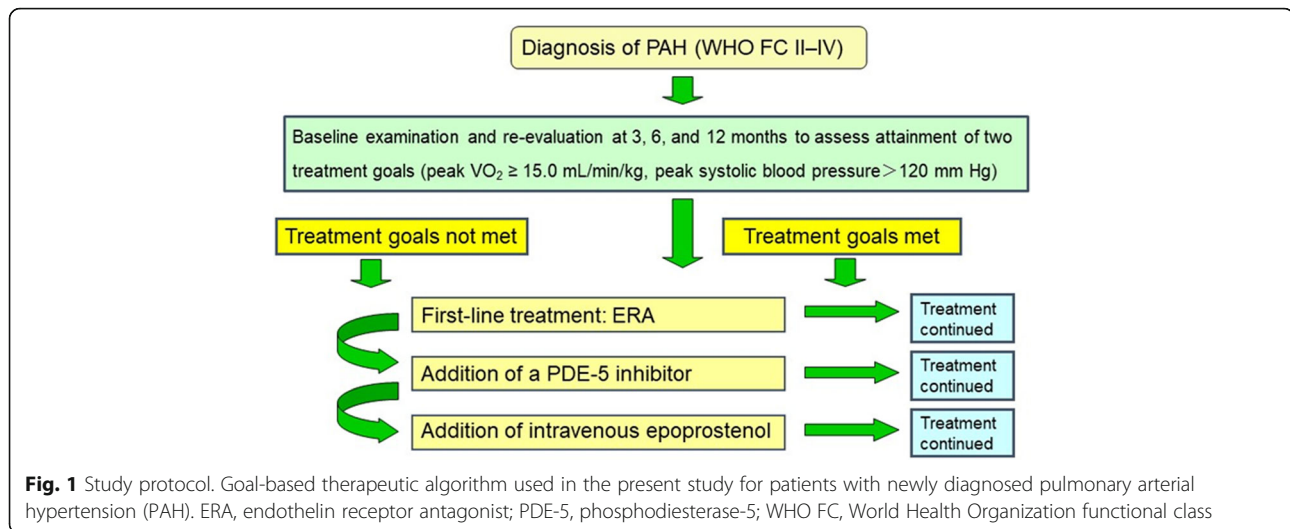 Diagnosis of PAH (WHO FC II–IV)
Baseline examination and re-evaluation at 3, 6, and 12 months to assess attainment of two
treatment goals (peak VO₂ ≥ 15.0 mL/min/kg, peak systolic blood pressure＞120 mm Hg)
Treatment goals not met
Treatment goals met
First-line treatment: ERA
Treatment
continued
Addition of a PDE-5 inhibitor
Treatment
continued
Addition of intravenous epoprostenol
Treatment
continued
Fig. 1 Study protocol. Goal-based therapeutic algorithm used in the present study for patients with newly diagnosed pulmonary arterial
hypertension (PAH). ERA, endothelin receptor antagonist; PDE-5, phosphodiesterase-5; WHO FC, World Health Organization functional class